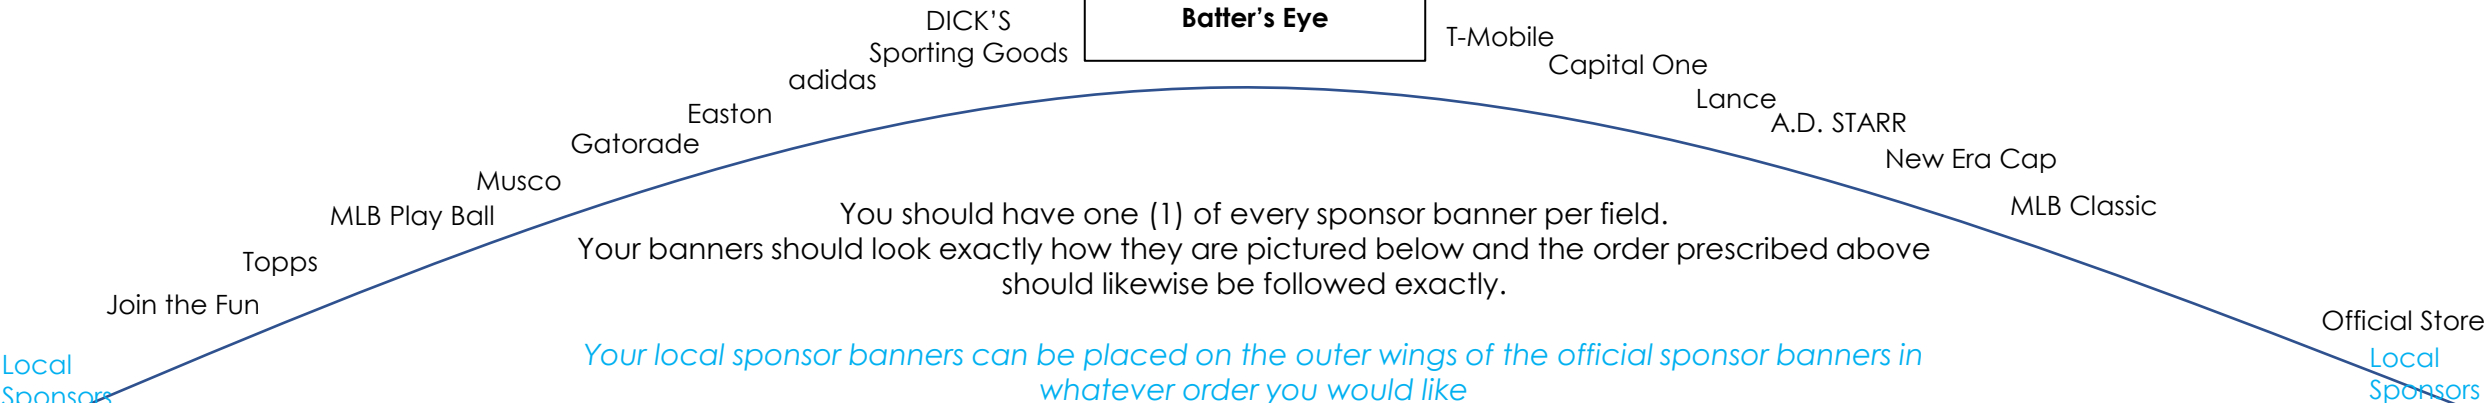 Batter's Eye
DICK'S
Sporting Goods
adidas
Easton
Gatorade
Musco
MLB Play Ball
Topps
Join the Fun
Local
Sponsors
T-Mobile
Capital One
Lance
A.D. STARR
New Era Cap
MLB Classic
Official Store
Local
Sponsors
You should have one (1) of every sponsor banner per field.
Your banners should look exactly how they are pictured below and the order prescribed above
should likewise be followed exactly.
Your local sponsor banners can be placed on the outer wings of the official sponsor banners in
whatever order you would like